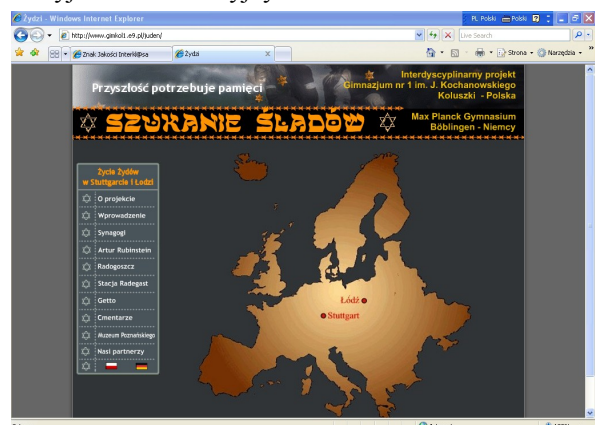 Żydzi - Windows Internet Explorer
PL Polski Polski
http://www.gimkol1.e9.pl/juden/
Live Search
Znak Jakości Interkl@sa
Żydzi
Strona
Narzędzia
Przyszłość potrzebuje pamięci
Interdyscyplinarny projekt
Gimnazjum nr 1 im. J. Kochanowskiego
Koluszki - Polska
SZUKANIE ŚLADÓW
Max Planck Gymnasium
Böblingen - Niemcy
Życie Żydów
w Stuttgarcie i Łodzi
O projekcie
Wprowadzenie
Synagogi
Artur Rubinstein
Radogoszcz
Stacja Radegast
Getto
Cmentarze
Muzeum Poznańskiego
Nasi partnerzy
Łódź
Stuttgart